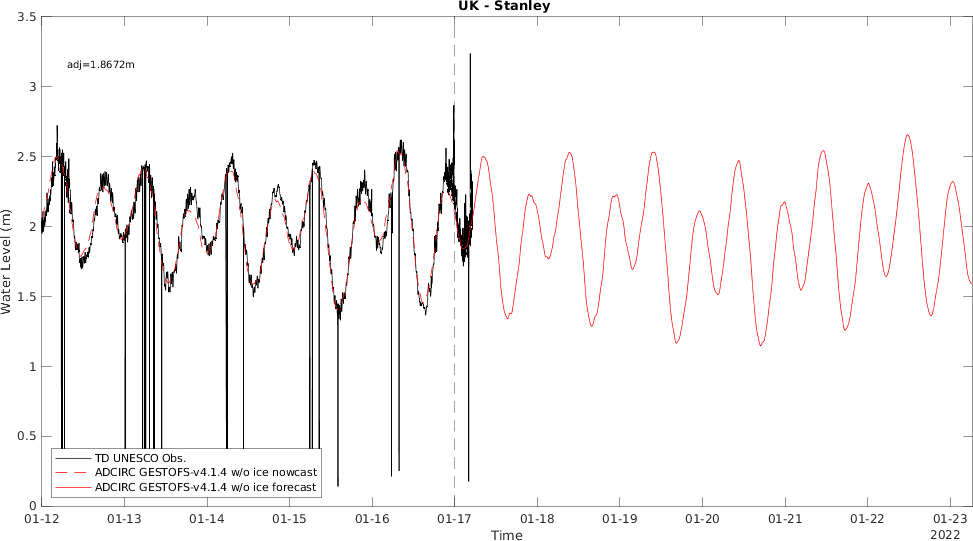 UK - Stanley
adj=1.8672m
3.5
3
2.5
2
1.5
1
0.5
0
Water Level (m)
TD UNESCO Obs.
ADCIRC GESTOFS-v4.1.4 w/o ice nowcast
ADCIRC GESTOFS-v4.1.4 w/o ice forecast
01-12 01-13 01-14 01-15 01-16 01-17 01-18 01-19 01-20 01-21 01-22 01-23
Time
2022